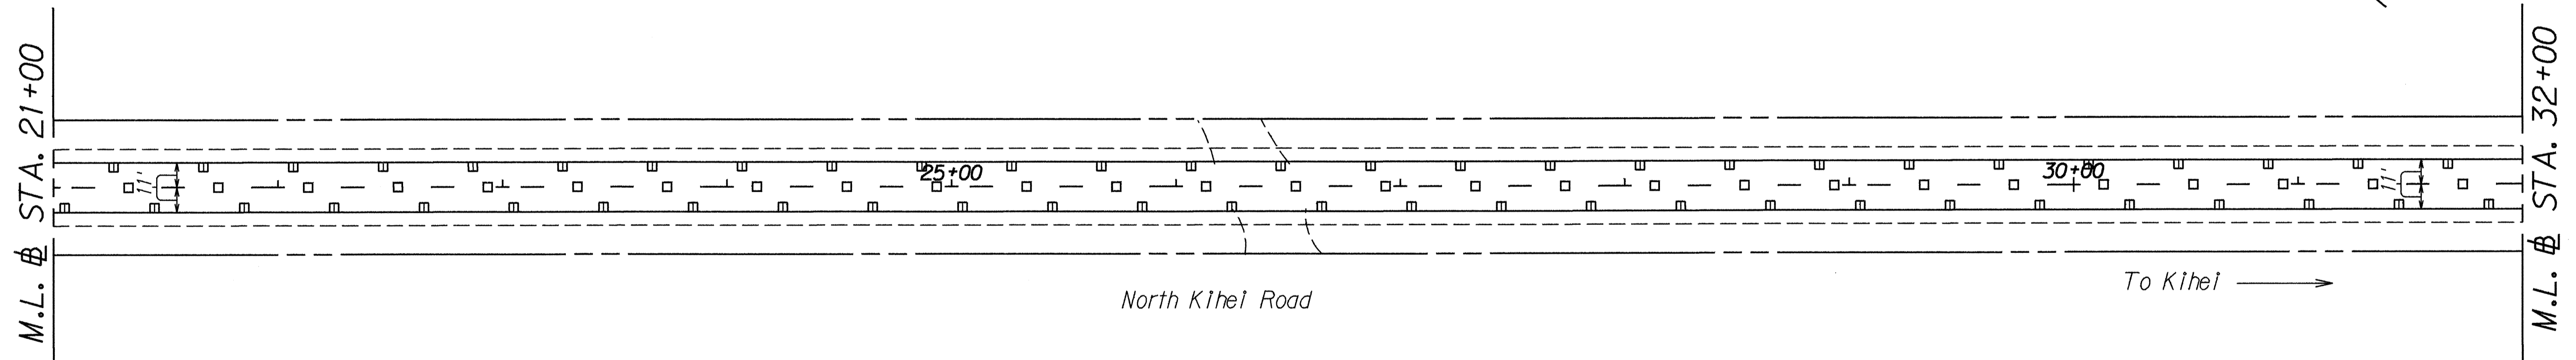 M.L. ⅊ STA. 21+00
11'
25+00
30+00
11'
North Kihei Road
To Kihei
M.L. ⅊ STA. 32+00